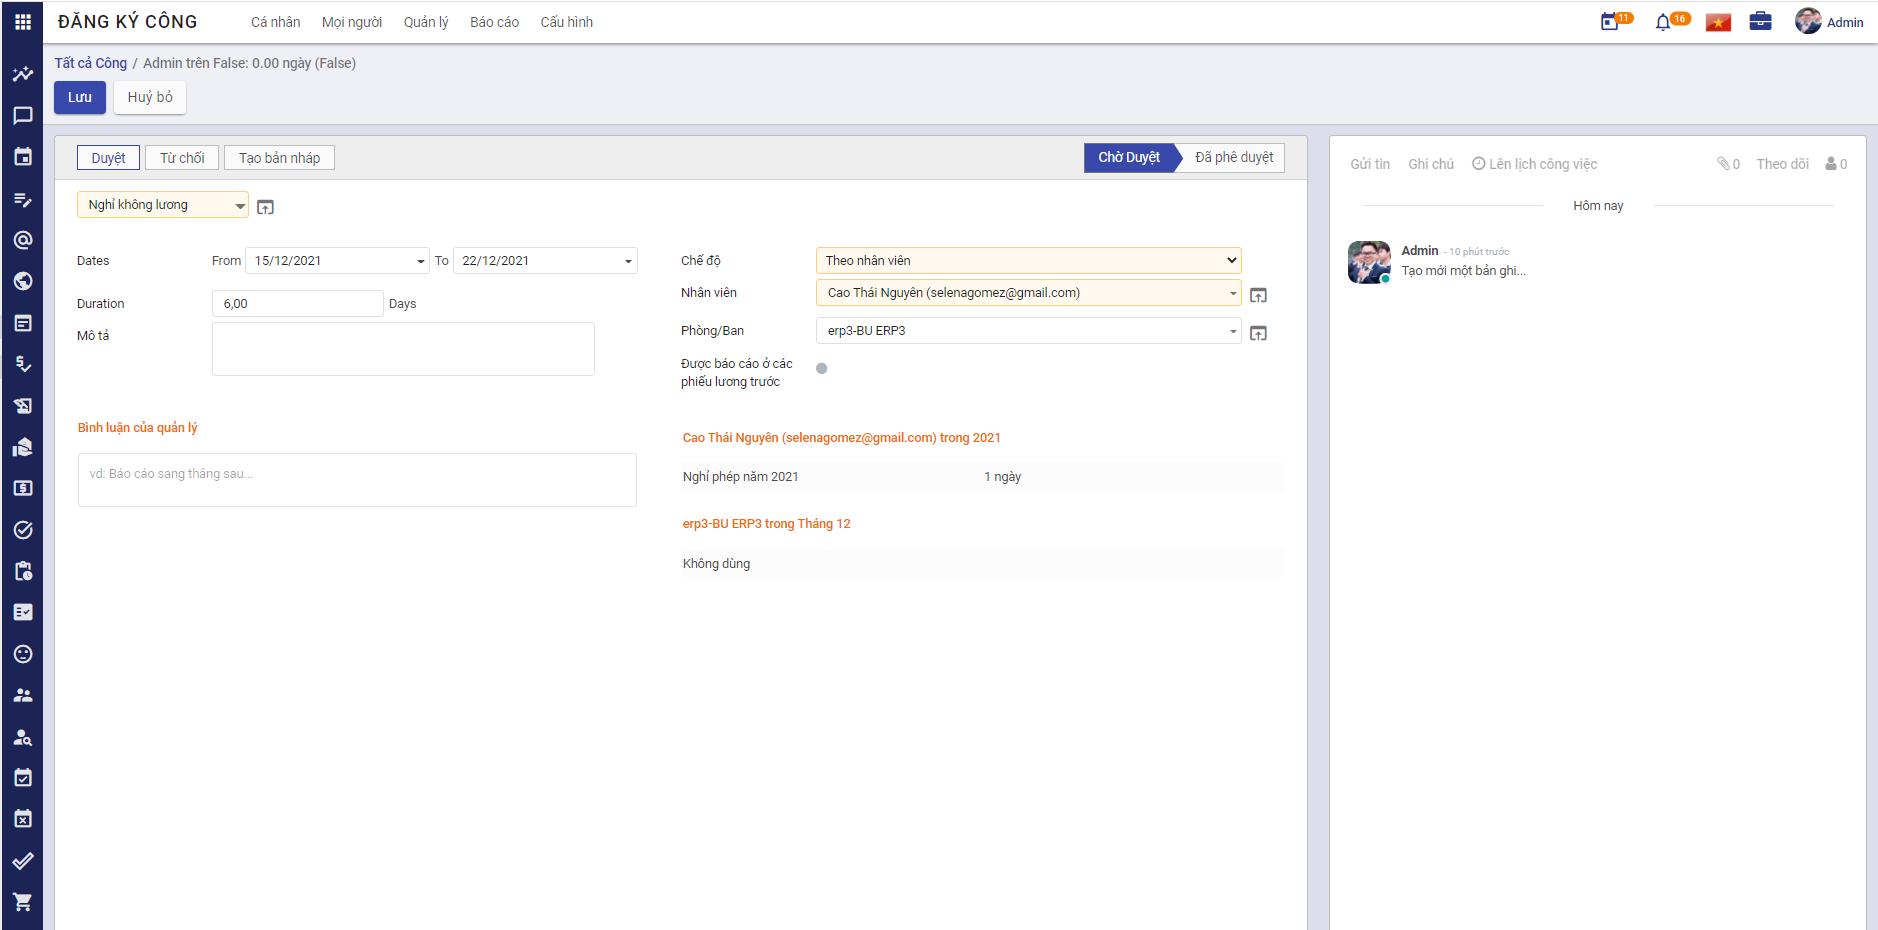 ĐĂNG KÝ CÔNG
Cá nhân Mọi người Quản lý Báo cáo Cấu hình
11
16
Admin
Tất cả Công / Admin trên False: 0.00 ngày (False)
Lưu Huỷ bỏ
Duyệt Từ chối Tạo bản nháp
Chờ Duyệt Đã phê duyệt
Nghỉ không lương
Dates From 15/12/2021 To 22/12/2021
Duration 6,00 Days
Mô tả
Bình luận của quản lý
vd: Báo cáo sang tháng sau...
Chế độ Theo nhân viên
Nhân viên Cao Thái Nguyên (selenagomez@gmail.com)
Phòng/Ban erp3-BU ERP3
Được báo cáo ở các
phiếu lương trước
Cao Thái Nguyên (selenagomez@gmail.com) trong 2021
Nghỉ phép năm 2021 1 ngày
erp3-BU ERP3 trong Tháng 12
Không dùng
Gửi tin Ghi chú Lên lịch công việc 0 Theo dõi 0
Hôm nay
Admin - 10 phút trước
Tạo mới một bản ghi...